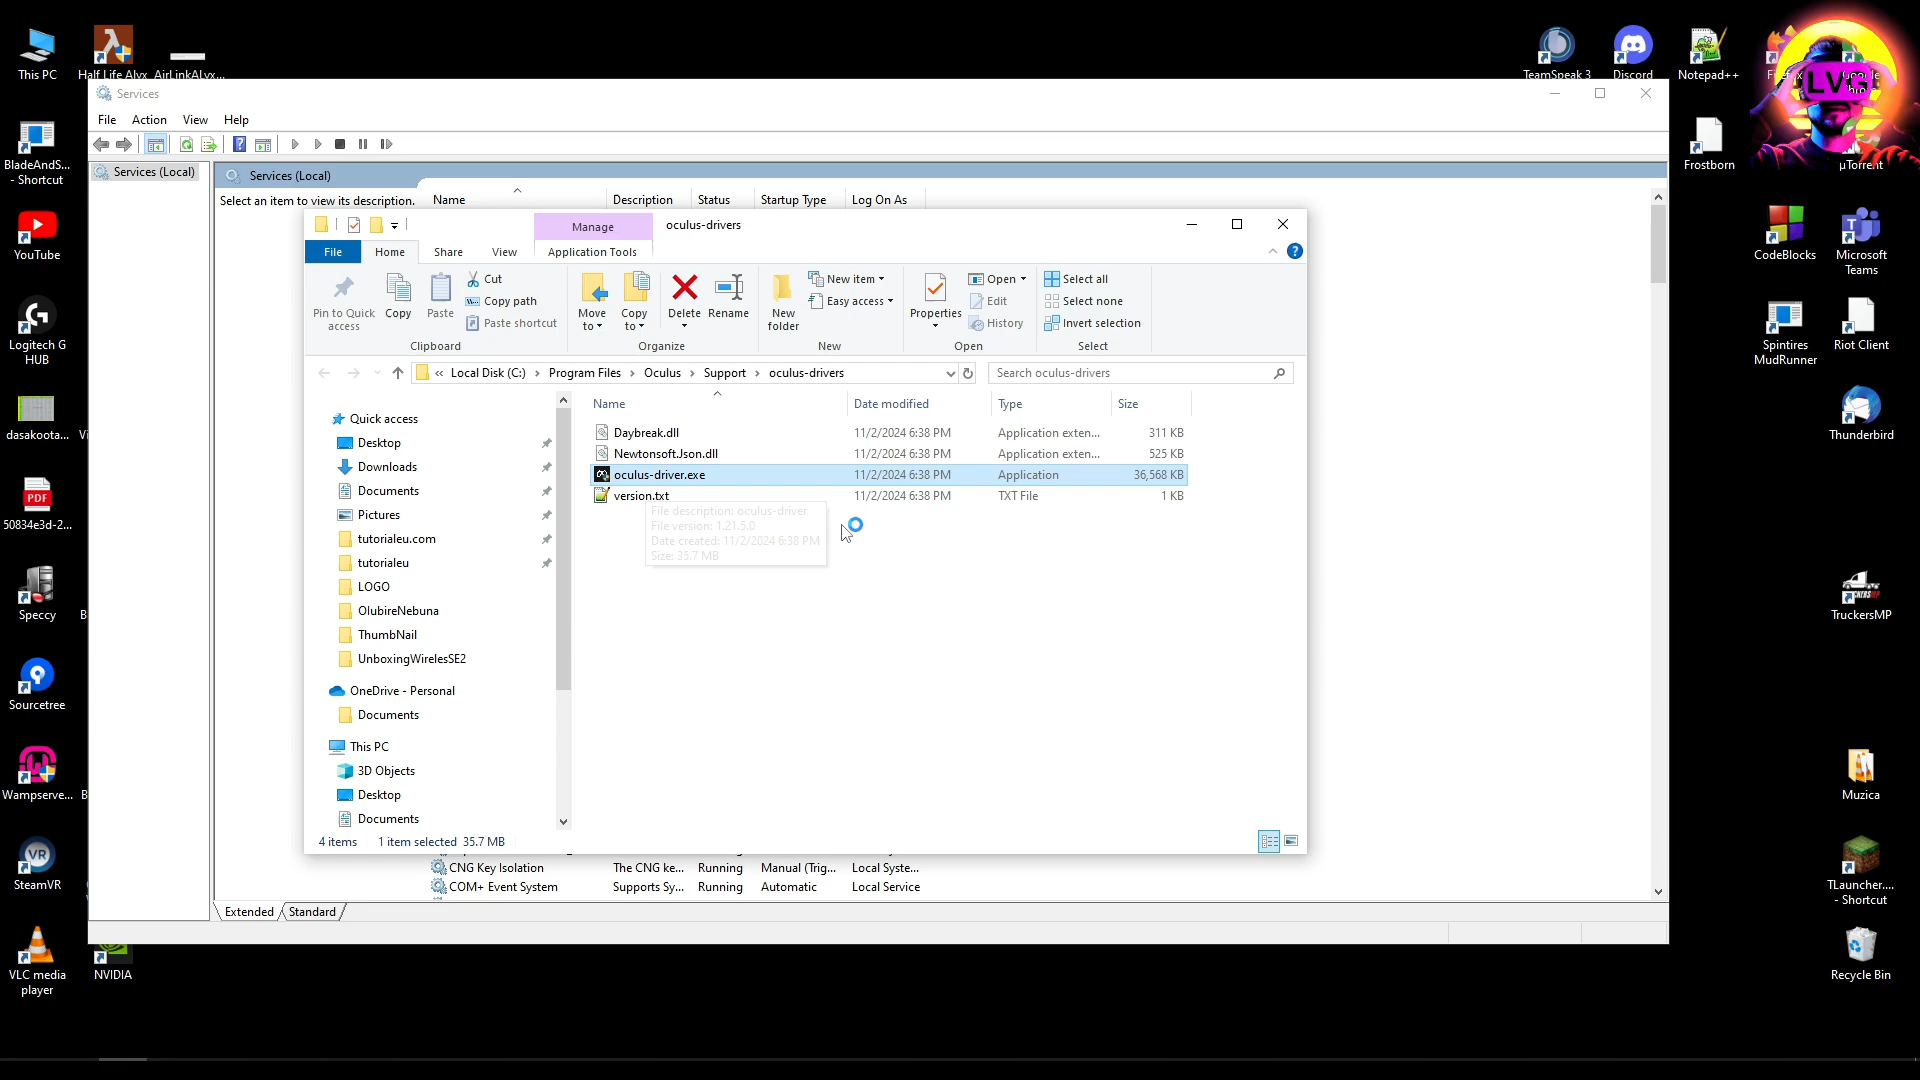 This PC
Half Life Alyx
AirLinkALvx...
TeamSpeak 3
Discord
Notepad++
LVG
Services
File
Action
View
Help
BladeAndS...
- Shortcut
Frostborn
µTorrent
Services (Local)
Services (Local)
Select an item to view its description.
Name
Description
Status
Startup Type
Log On As
Manage
oculus-drivers
File
Home
Share
View
Application Tools
YouTube
CodeBlocks
Microsoft
Teams
Pin to Quick
access
Copy
Paste
Cut
Copy path
Paste shortcut
Move
to
Copy
to
Delete
Rename
New
folder
New item
Easy access
Properties
Open
Edit
History
Select all
Select none
Invert selection
Clipboard
Organize
New
Open
Select
Logitech G
HUB
Spintires
MudRunner
Riot Client
«
Local Disk (C:)
Program Files
Oculus
Support
oculus-drivers
Search oculus-drivers
Name
Date modified
Type
Size
Daybreak.dll
11/2/2024 6:38 PM
Application exten...
311 KB
Newtonsoft.Json.dll
11/2/2024 6:38 PM
Application exten...
525 KB
oculus-driver.exe
11/2/2024 6:38 PM
Application
36,568 KB
version.txt
11/2/2024 6:38 PM
TXT File
1 KB
File description: oculus-driver
File version: 1.21.5.0
Date created: 11/2/2024 6:38 PM
Size: 35.7 MB
Quick access
Desktop
Downloads
Documents
Pictures
tutorialeu.com
tutorialeu
LOGO
OlubireNebuna
ThumbNail
UnboxingWirelesSE2
OneDrive - Personal
Documents
This PC
3D Objects
Desktop
Documents
4 items
1 item selected 35.7 MB
dasakoota...
Thunderbird
PDF
50834e3d-2...
Speccy
TruckersMP
Sourcetree
Wampserve...
Muzica
VR
SteamVR
TLauncher....
- Shortcut
CNG Key Isolation
The CNG ke...
Running
Manual (Trig...
Local Syste...
COM+ Event System
Supports Sy...
Running
Automatic
Local Service
Extended
Standard
VLC media
player
NVIDIA
Recycle Bin